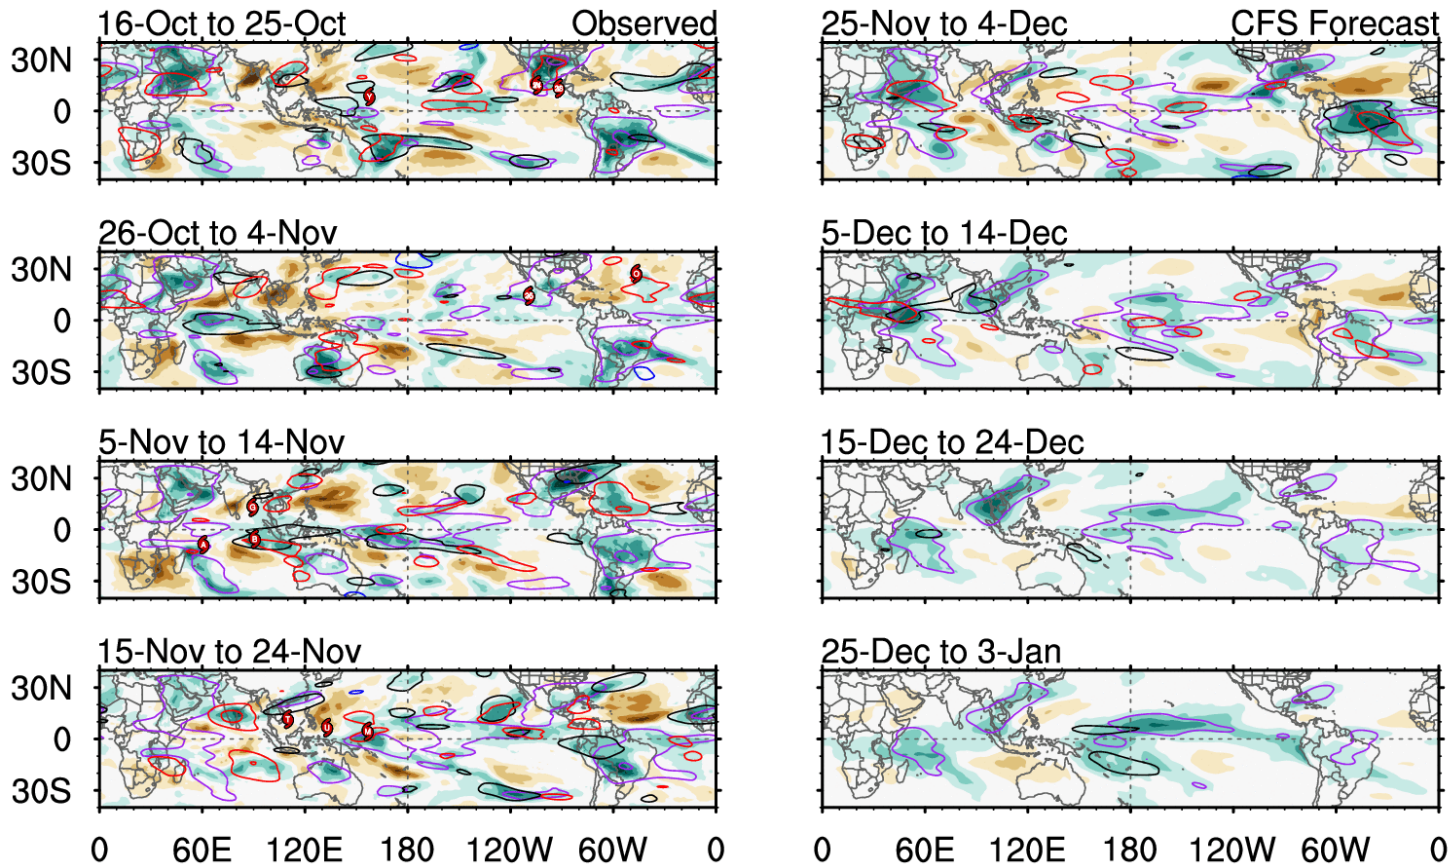 16-Oct to 25-Oct Observed
30N
0
30S
Y
26-Oct to 4-Nov
30N
0
30S
O
5-Nov to 14-Nov
30N
0
30S
G
A
B
15-Nov to 24-Nov
30N
0
30S
T
U
M
0 60E 120E 180 120W 60W 0
25-Nov to 4-Dec CFS Forecast
5-Dec to 14-Dec
15-Dec to 24-Dec
25-Dec to 3-Jan
0 60E 120E 180 120W 60W 0